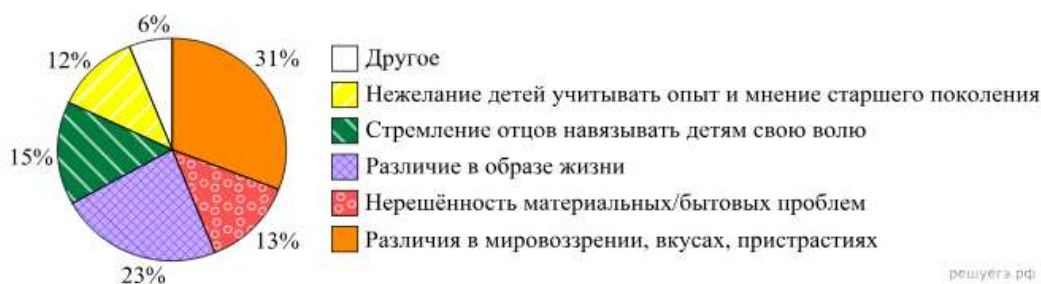 6%
12%
31%
15%
13%
23%
Другое
Нежелание детей учитывать опыт и мнение старшего поколения
Стремление отцов навязывать детям свою волю
Различие в образе жизни
Нерешённость материальных/бытовых проблем
Различия в мировоззрении, вкусах, пристрастиях
решуегэ.рф